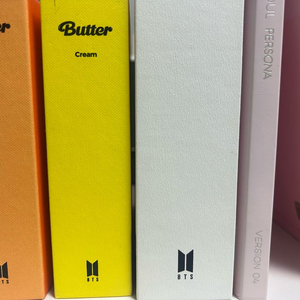 Butter
Cream
BTS
BTS
PERSONA
VERSION 04